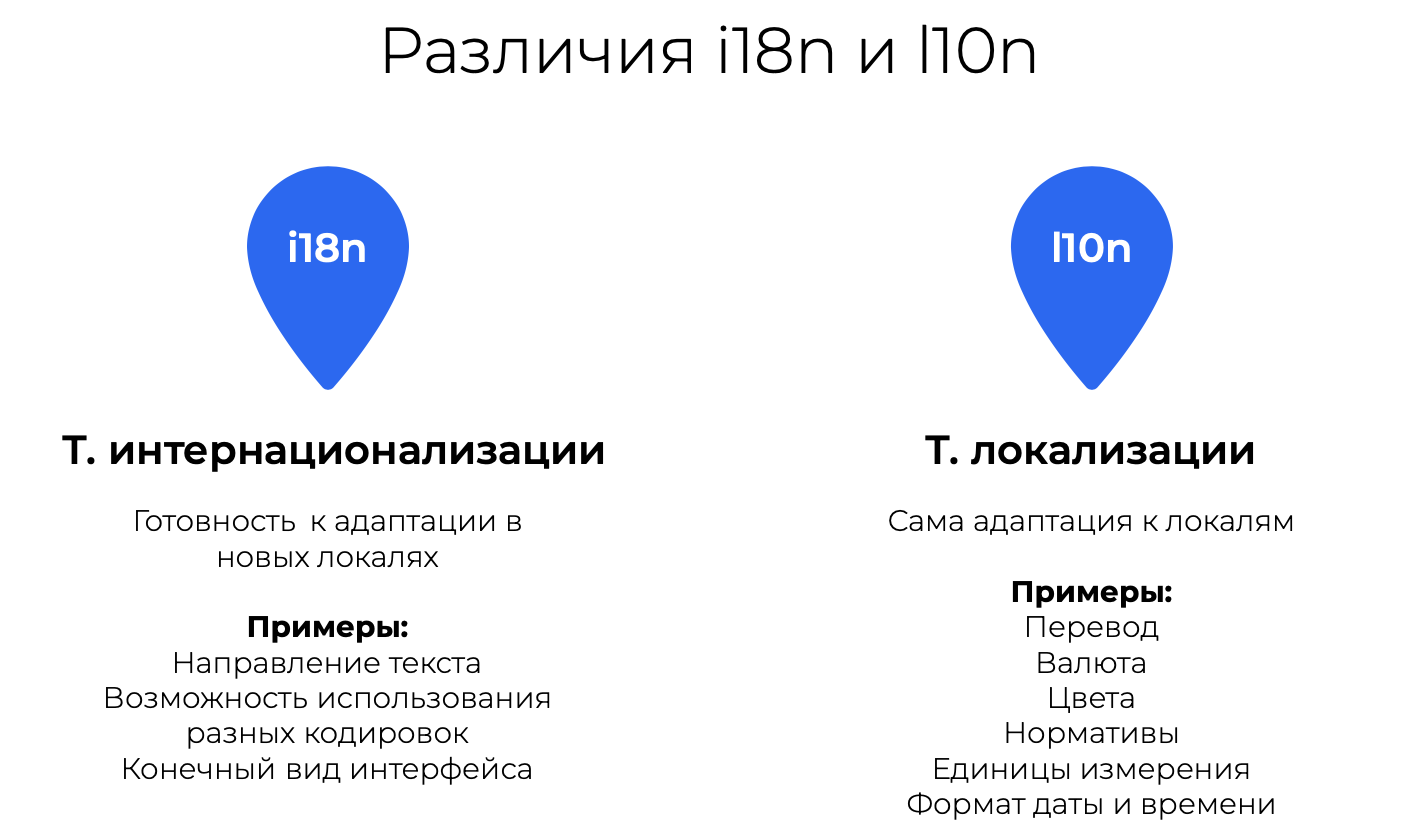 Различия i18n и l10n
i18n
Т. интернационализации
Готовность к адаптации в
новых локалях
Примеры:
Направление текста
Возможность использования
разных кодировок
Конечный вид интерфейса
l10n
Т. локализации
Сама адаптация к локалям
Примеры:
Перевод
Валюта
Цвета
Нормативы
Единицы измерения
Формат даты и времени